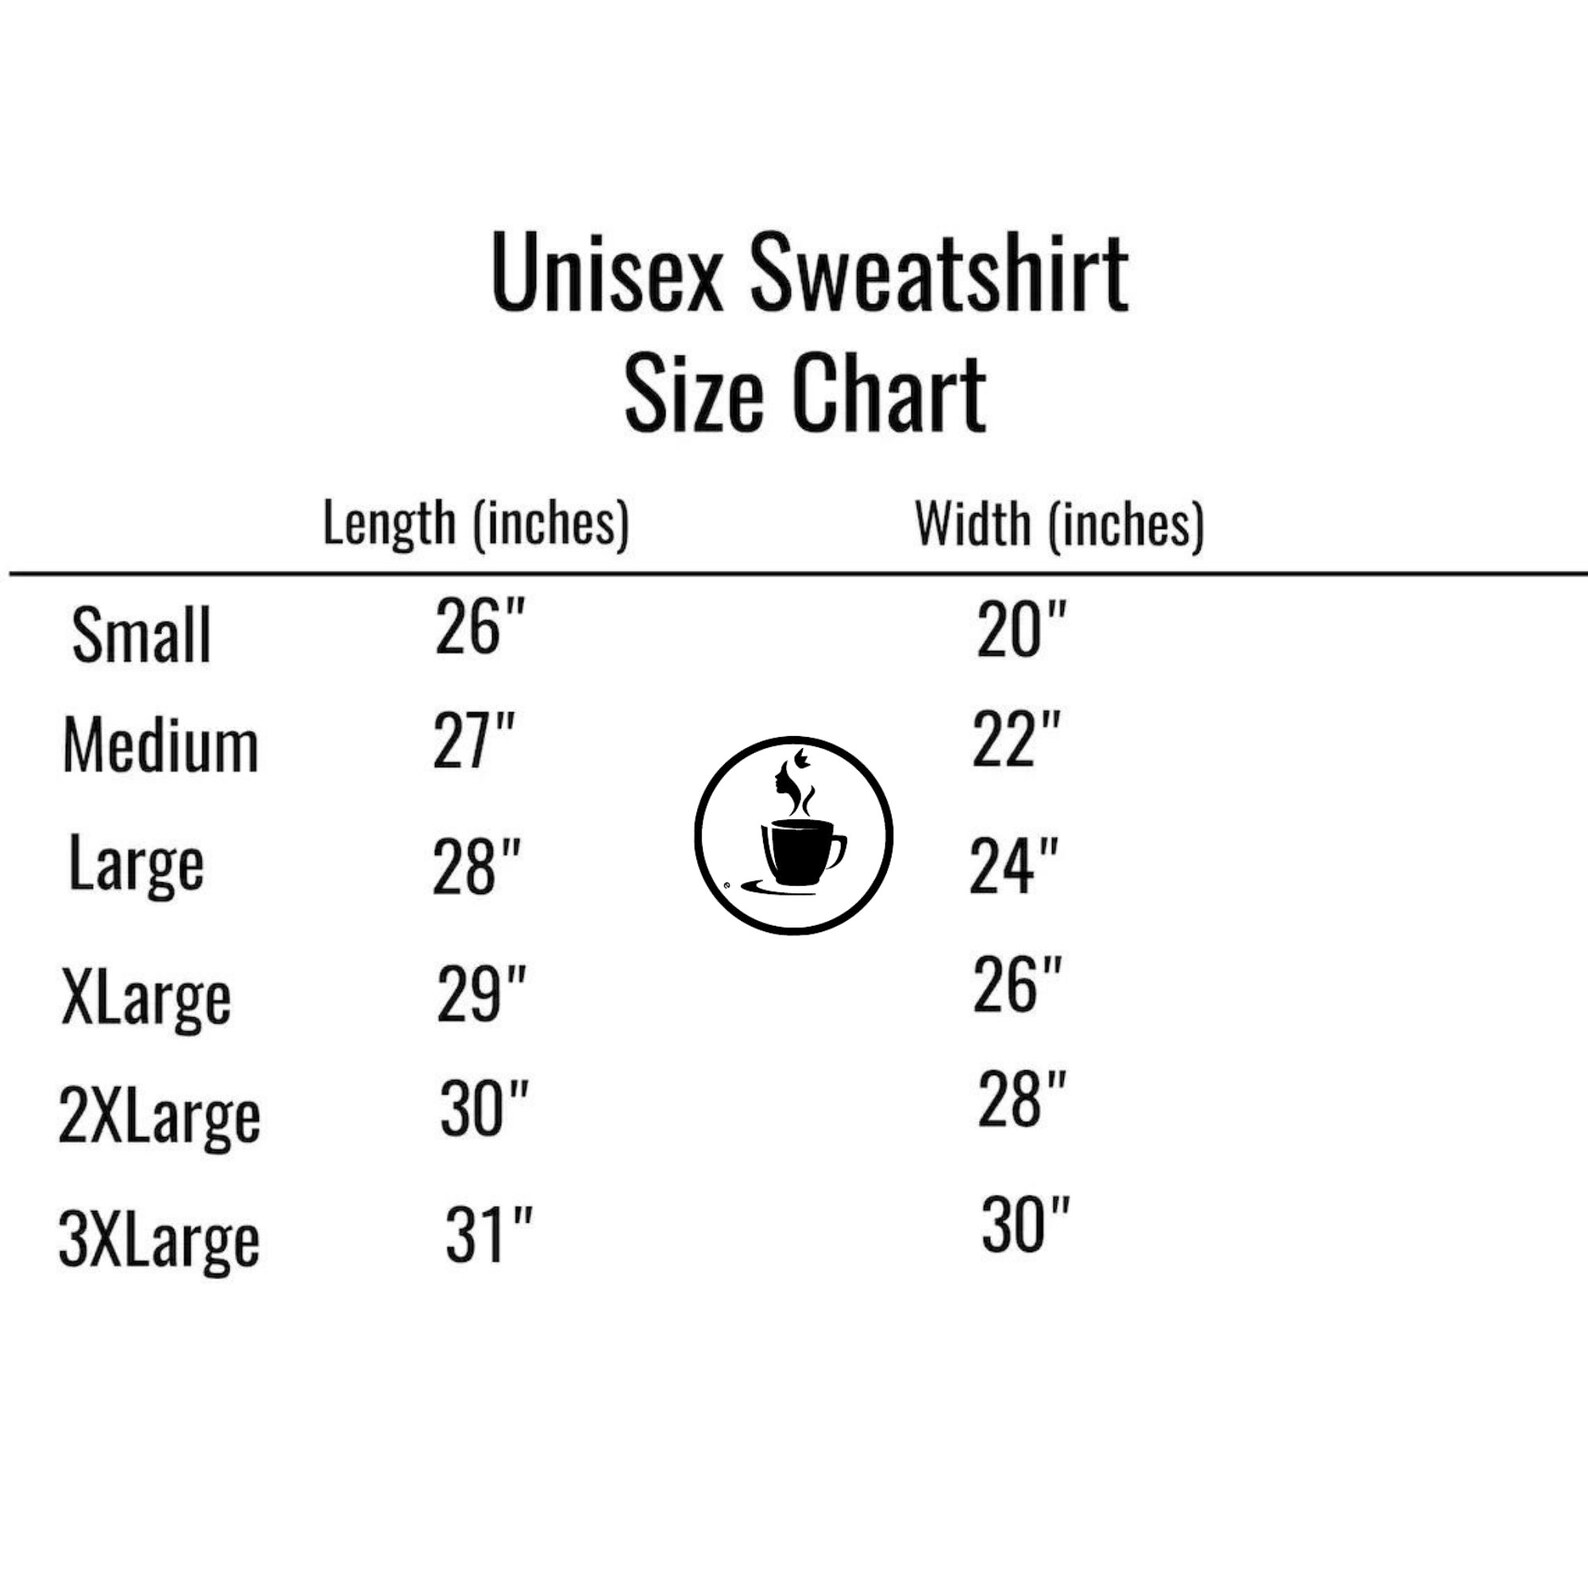 Unisex Sweatshirt
Size Chart
Length (inches) Width (inches)
Small 26" 20"
Medium 27" 22"
Large 28" 24"
XLarge 29" 26"
2XLarge 30" 28"
3XLarge 31" 30"